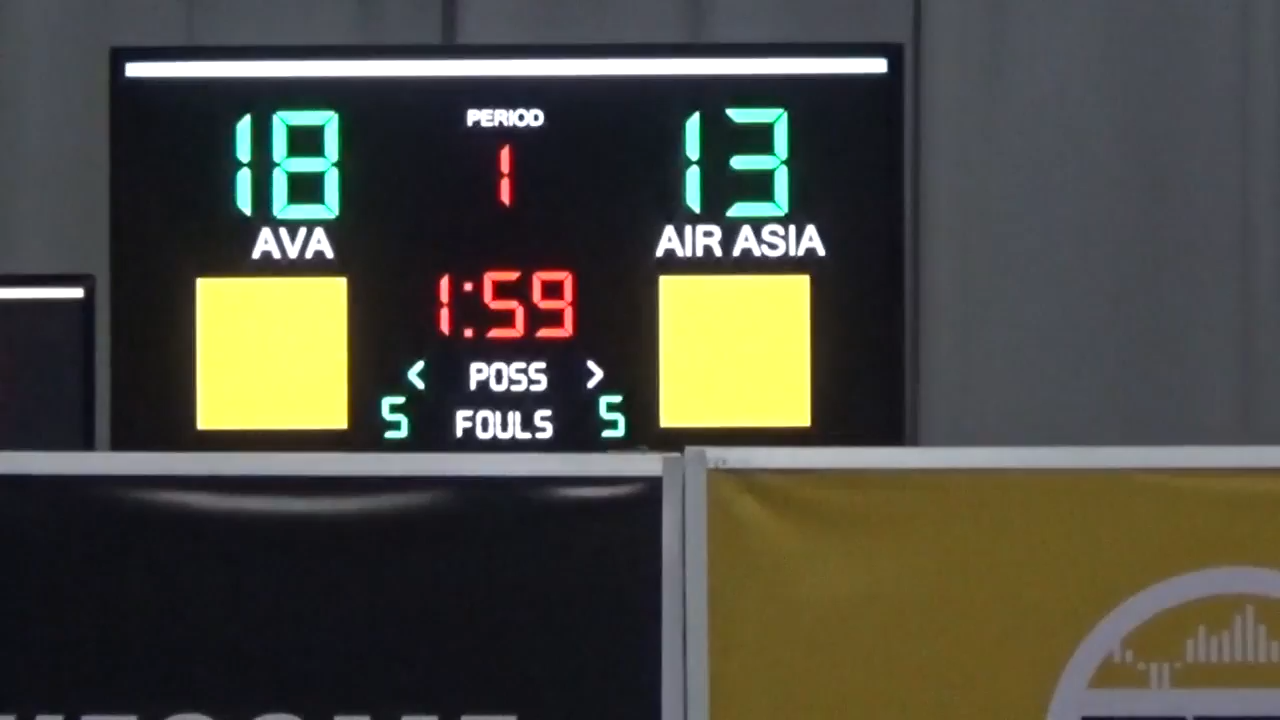 18 PERIOD 13
1
AVA AIR ASIA
1:59
< POSS >
5 FOULS 5